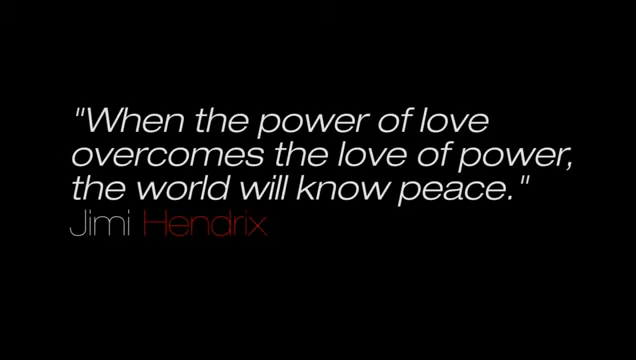 "When the power of love
overcomes the love of power,
the world will know peace."
Jimi Hendrix